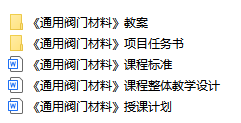 《通用阀门材料》教案
《通用阀门材料》项目任务书
《通用阀门材料》课程标准
《通用阀门材料》课程整体教学设计
《通用阀门材料》授课计划